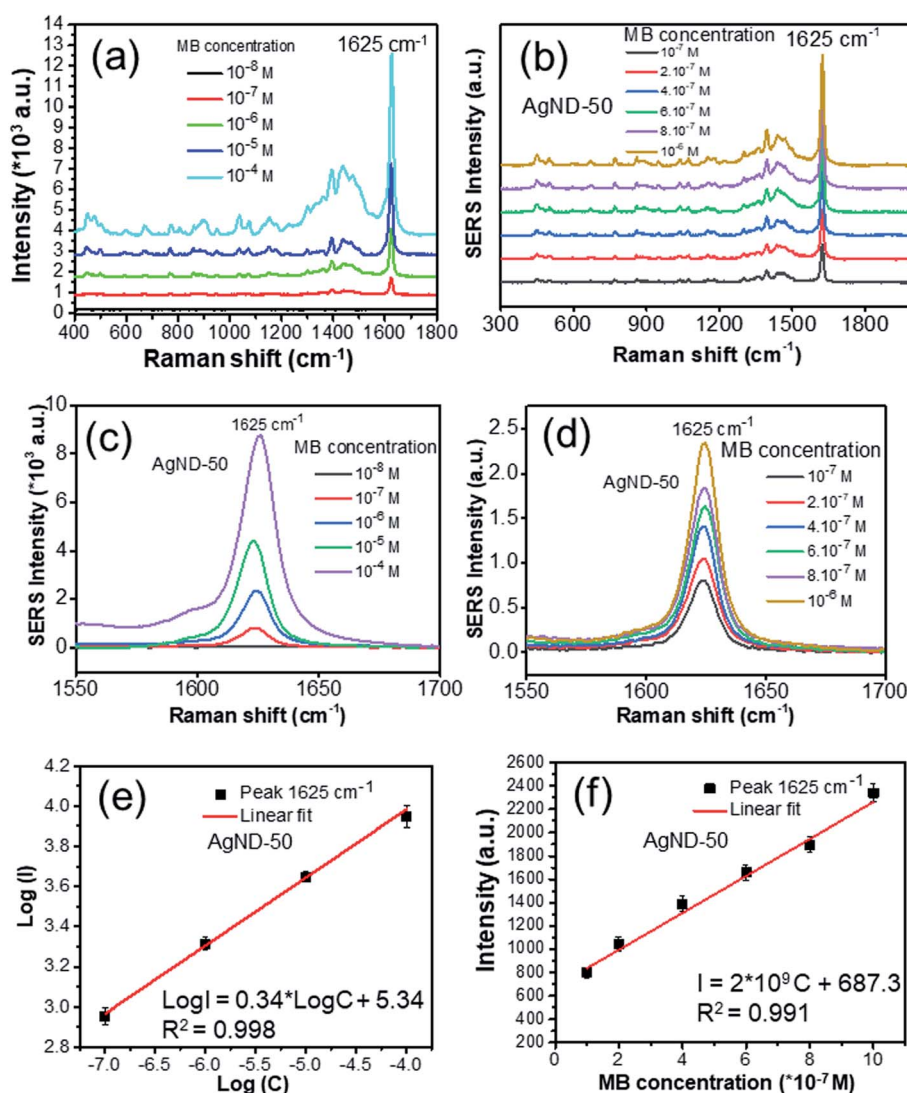 (a)
MB concentration
10⁻⁸ M
10⁻⁷ M
10⁻⁶ M
10⁻⁵ M
10⁻⁴ M
1625 cm⁻¹
Intensity (*10³ a.u.)
14
13
12
11
10
9
8
7
6
5
4
3
2
1
0
400 600 800 1000 1200 1400 1600 1800
Raman shift (cm⁻¹)
(b)
MB concentration
10⁻⁷ M
2.10⁻⁷ M
4.10⁻⁷ M
6.10⁻⁷ M
8.10⁻⁷ M
10⁻⁶ M
1625 cm⁻¹
AgND-50
SERS Intensity (a.u.)
300 600 900 1200 1500 1800
Raman shift (cm⁻¹)
(c)
1625 cm⁻¹
MB concentration
AgND-50
10⁻⁸ M
10⁻⁷ M
10⁻⁶ M
10⁻⁵ M
10⁻⁴ M
SERS Intensity (*10³ a.u.)
10
8
6
4
2
0
1550 1600 1650 1700
Raman shift (cm⁻¹)
(d)
1625 cm⁻¹
MB concentration
AgND-50
10⁻⁷ M
2.10⁻⁷ M
4.10⁻⁷ M
6.10⁻⁷ M
8.10⁻⁷ M
10⁻⁶ M
SERS Intensity (a.u.)
2.5
2.0
1.5
1.0
0.5
0.0
1550 1600 1650 1700
Raman shift (cm⁻¹)
(e)
Peak 1625 cm⁻¹
Linear fit
AgND-50
LogI = 0.34*LogC + 5.34
R² = 0.998
Log (I)
4.2
4.0
3.8
3.6
3.4
3.2
3.0
2.8
-7.0 -6.5 -6.0 -5.5 -5.0 -4.5 -4.0
Log (C)
(f)
Peak 1625 cm⁻¹
Linear fit
AgND-50
I = 2*10⁹C + 687.3
R² = 0.991
Intensity (a.u.)
2600
2400
2200
2000
1800
1600
1400
1200
1000
800
600
400
200
0 2 4 6 8 10
MB concentration (*10⁻⁷ M)